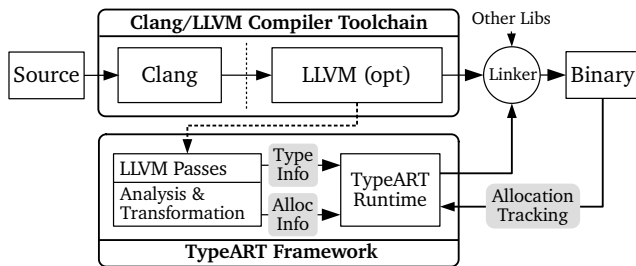 Clang/LLVM Compiler Toolchain
Other Libs
Source
Clang
LLVM (opt)
Linker
Binary
LLVM Passes
Analysis &
Transformation
Type
Info
Alloc
Info
TypeART
Runtime
Allocation
Tracking
TypeART Framework